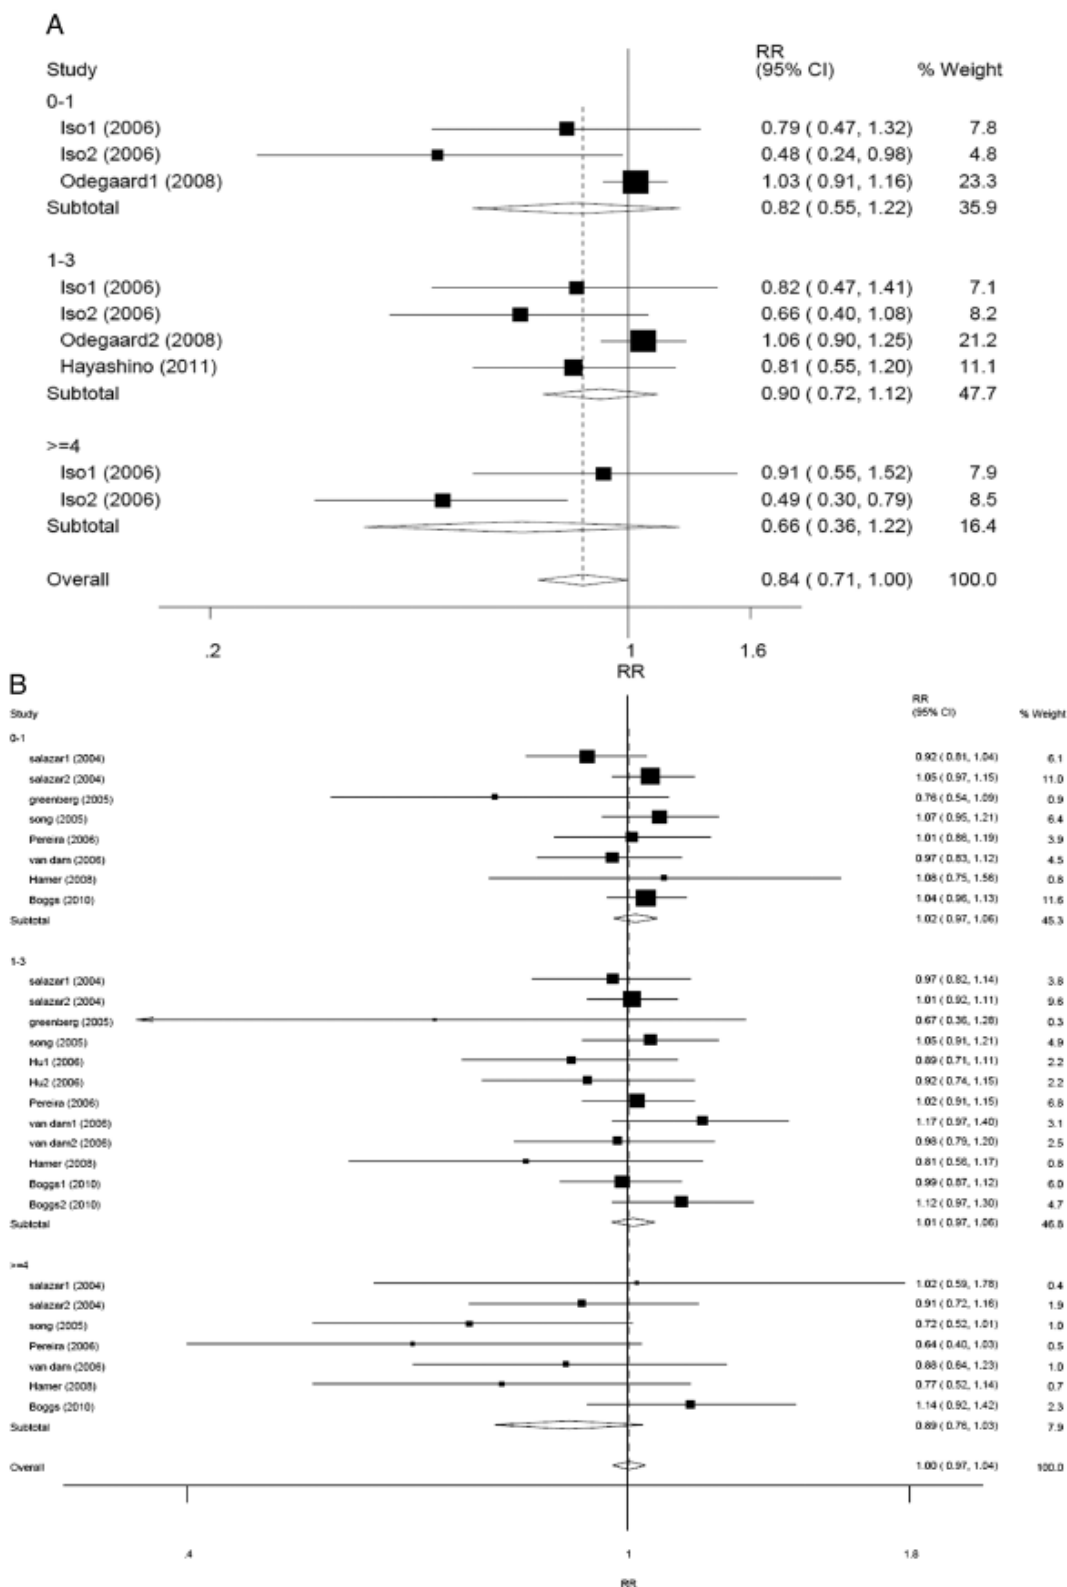 A
RR
Study (95% CI) % Weight
0-1
Iso1 (2006) 0.79 ( 0.47, 1.32) 7.8
Iso2 (2006) 0.48 ( 0.24, 0.98) 4.8
Odegaard1 (2008) 1.03 ( 0.91, 1.16) 23.3
Subtotal 0.82 ( 0.55, 1.22) 35.9
1-3
Iso1 (2006) 0.82 ( 0.47, 1.41) 7.1
Iso2 (2006) 0.66 ( 0.40, 1.08) 8.2
Odegaard2 (2008) 1.06 ( 0.90, 1.25) 21.2
Hayashino (2011) 0.81 ( 0.55, 1.20) 11.1
Subtotal 0.90 ( 0.72, 1.12) 47.7
>=4
Iso1 (2006) 0.91 ( 0.55, 1.52) 7.9
Iso2 (2006) 0.49 ( 0.30, 0.79) 8.5
Subtotal 0.66 ( 0.36, 1.22) 16.4
Overall 0.84 ( 0.71, 1.00) 100.0
.2 1 1.6
RR
B
RR
Study (95% CI) % Weight
0-1
salazar1 (2004) 0.92 ( 0.81, 1.04) 6.1
salazar2 (2004) 1.05 ( 0.97, 1.15) 11.0
greenberg (2005) 0.76 ( 0.54, 1.09) 0.9
song (2005) 1.07 ( 0.95, 1.21) 6.4
Pereira (2006) 1.01 ( 0.86, 1.19) 3.9
van dam (2006) 0.97 ( 0.83, 1.12) 4.5
Hamer (2008) 1.08 ( 0.75, 1.56) 0.8
Boggs (2010) 1.04 ( 0.96, 1.13) 11.6
Subtotal 1.02 ( 0.97, 1.06) 45.3
1-3
salazar1 (2004) 0.97 ( 0.82, 1.14) 3.8
salazar2 (2004) 1.01 ( 0.92, 1.11) 9.6
greenberg (2005) 0.67 ( 0.36, 1.28) 0.3
song (2005) 1.05 ( 0.91, 1.21) 4.9
Hu1 (2006) 0.89 ( 0.71, 1.11) 2.2
Hu2 (2006) 0.92 ( 0.74, 1.15) 2.2
Pereira (2006) 1.02 ( 0.91, 1.15) 6.8
van dam1 (2006) 1.17 ( 0.97, 1.40) 3.1
van dam2 (2006) 0.98 ( 0.79, 1.20) 2.5
Hamer (2008) 0.81 ( 0.56, 1.17) 0.8
Boggs1 (2010) 0.99 ( 0.87, 1.12) 6.0
Boggs2 (2010) 1.12 ( 0.97, 1.30) 4.7
Subtotal 1.01 ( 0.97, 1.06) 46.8
>=4
salazar1 (2004) 1.02 ( 0.59, 1.78) 0.4
salazar2 (2004) 0.91 ( 0.72, 1.16) 1.9
song (2005) 0.72 ( 0.52, 1.01) 1.0
Pereira (2006) 0.64 ( 0.40, 1.03) 0.5
van dam (2006) 0.88 ( 0.64, 1.23) 1.0
Hamer (2008) 0.77 ( 0.52, 1.14) 0.7
Boggs (2010) 1.14 ( 0.92, 1.42) 2.3
Subtotal 0.89 ( 0.76, 1.03) 7.9
Overall 1.00 ( 0.97, 1.04) 100.0
.4 1 1.8
RR